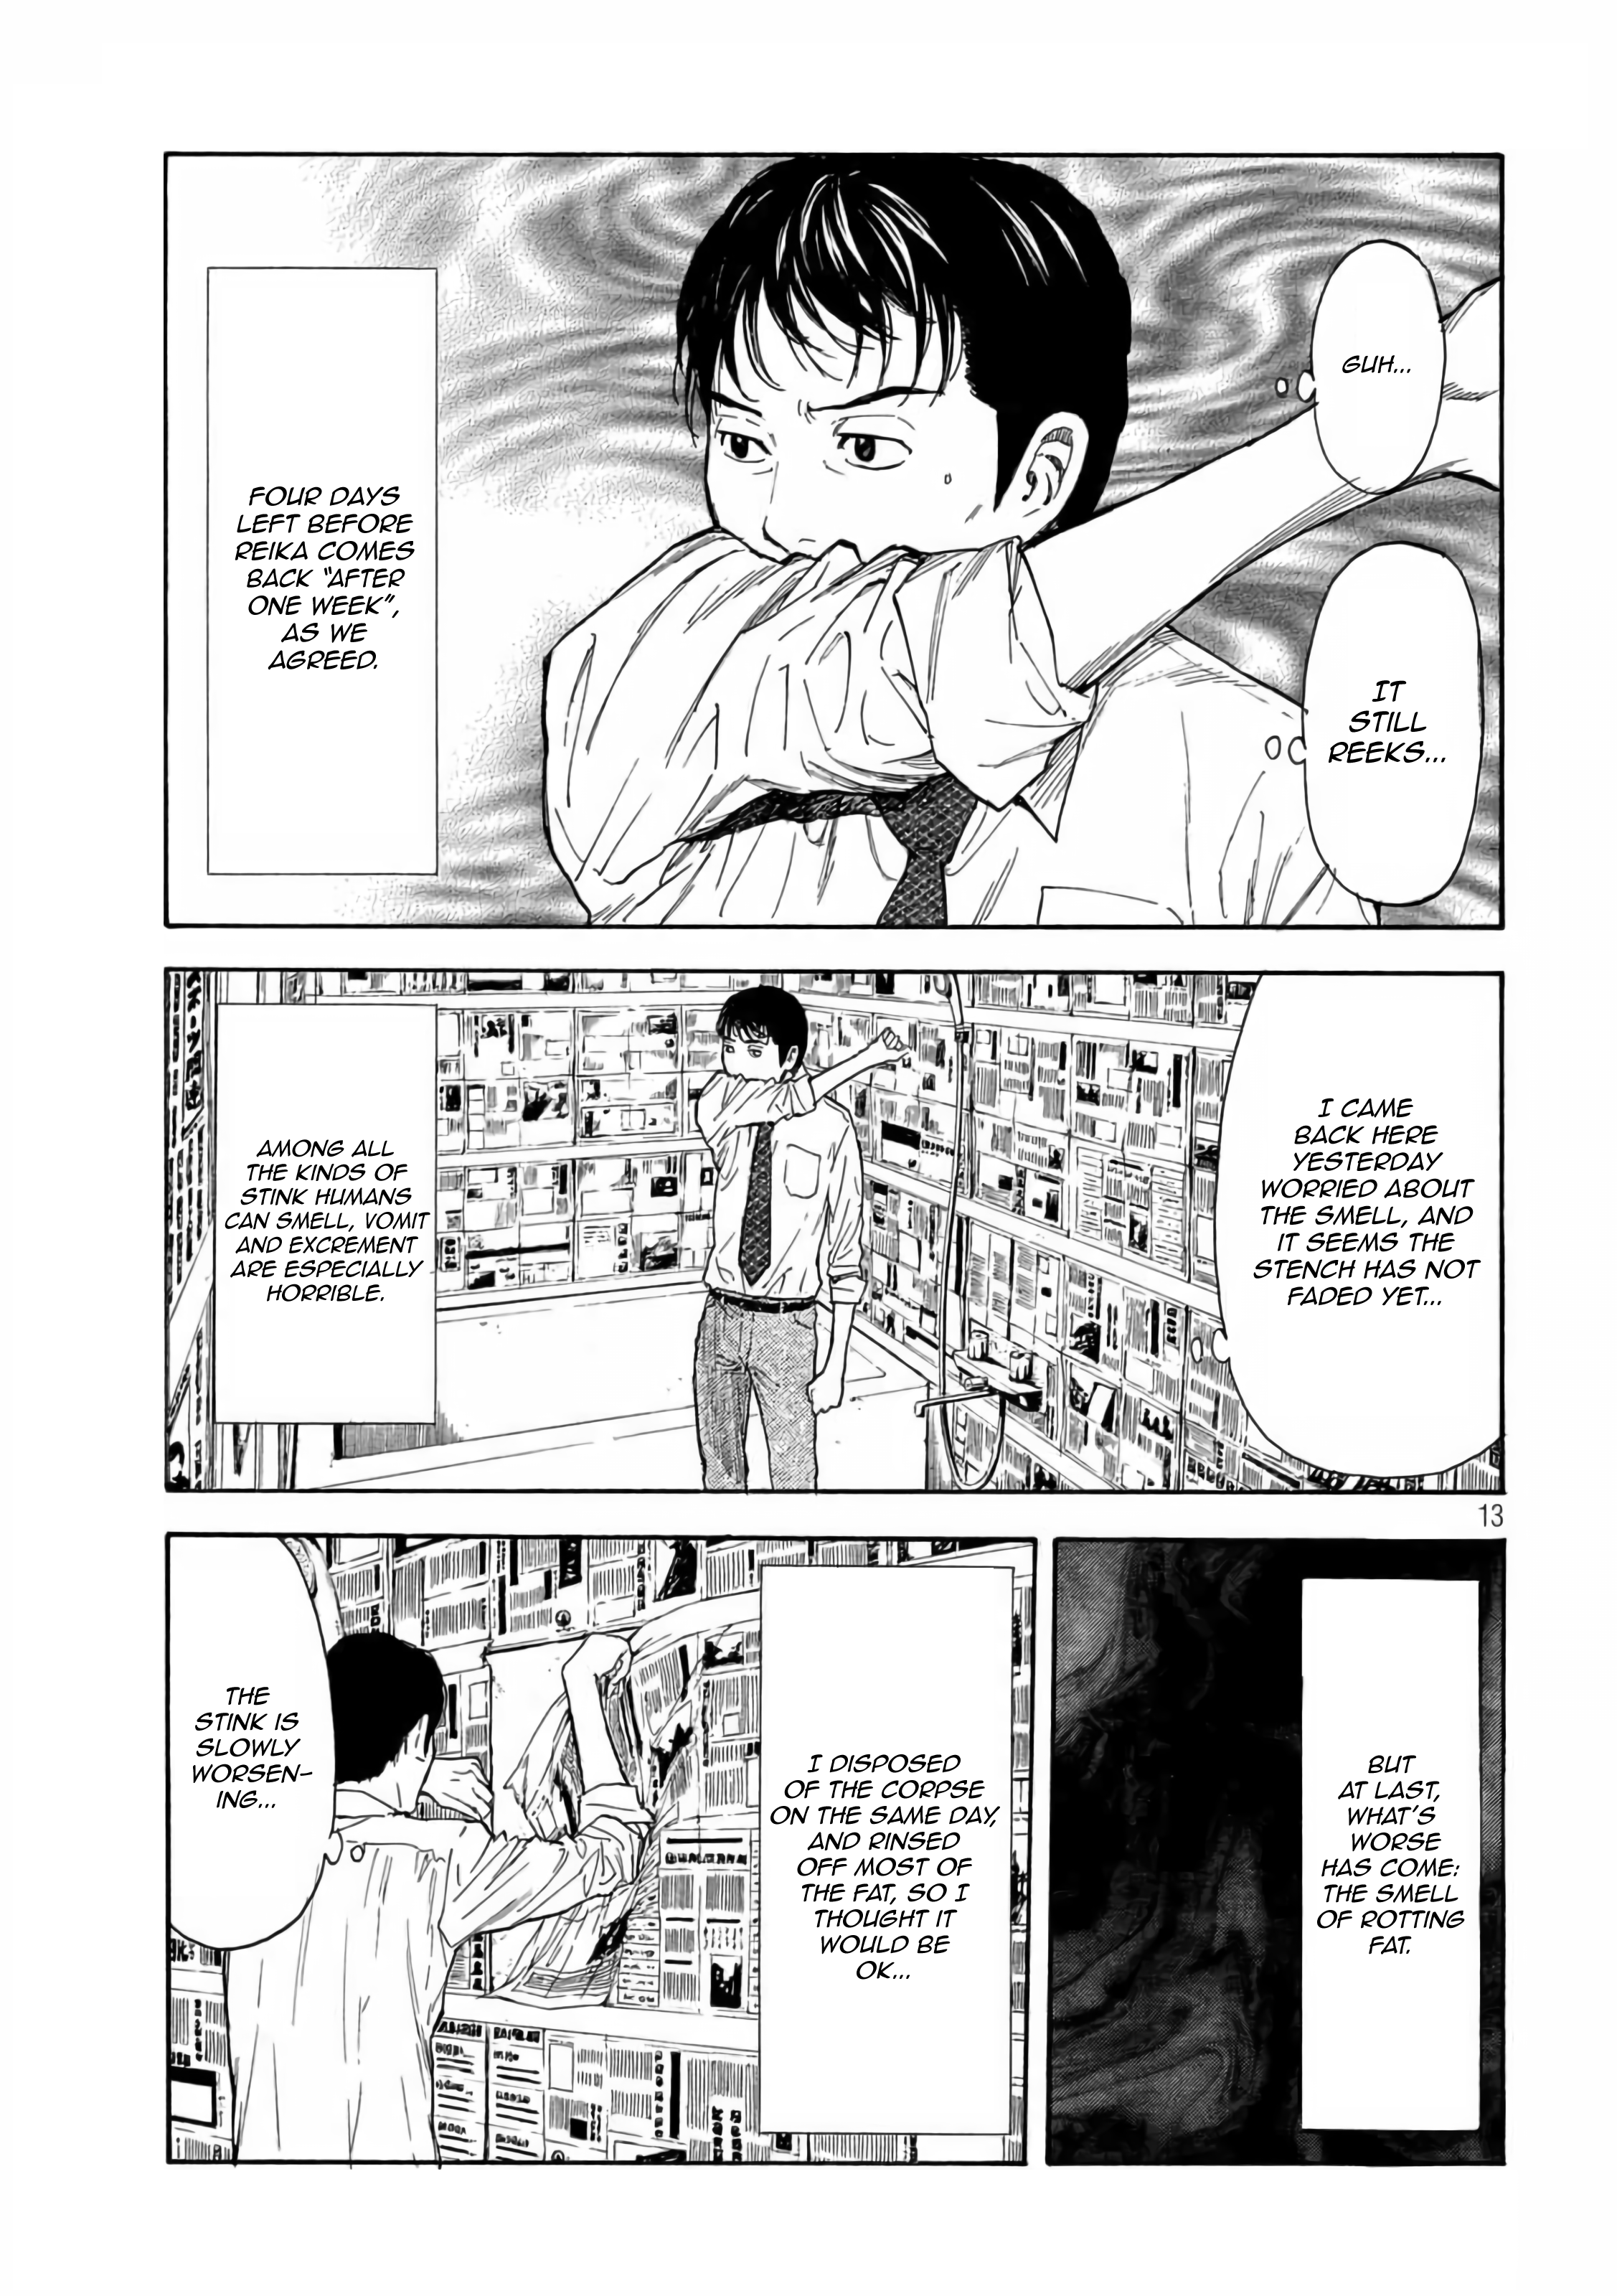 GUH...
IT
STILL
REEKS...
FOUR DAYS
LEFT BEFORE
REIKA COMES
BACK "AFTER
ONE WEEK",
AS WE
AGREED.
I CAME
BACK HERE
YESTERDAY
WORRIED ABOUT
THE SMELL, AND
IT SEEMS THE
STENCH HAS NOT
FADED YET...
AMONG ALL
THE KINDS OF
STINK HUMANS
CAN SMELL, VOMIT
AND EXCREMENT
ARE ESPECIALLY
HORRIBLE.
13
BUT
AT LAST,
WHAT'S
WORSE
HAS COME:
THE SMELL
OF ROTTING
FAT.
I DISPOSED
OF THE CORPSE
ON THE SAME DAY,
AND RINSED
OFF MOST OF
THE FAT, SO I
THOUGHT IT
WOULD BE
OK...
THE
STINK IS
SLOWLY
WORSEN-
ING...